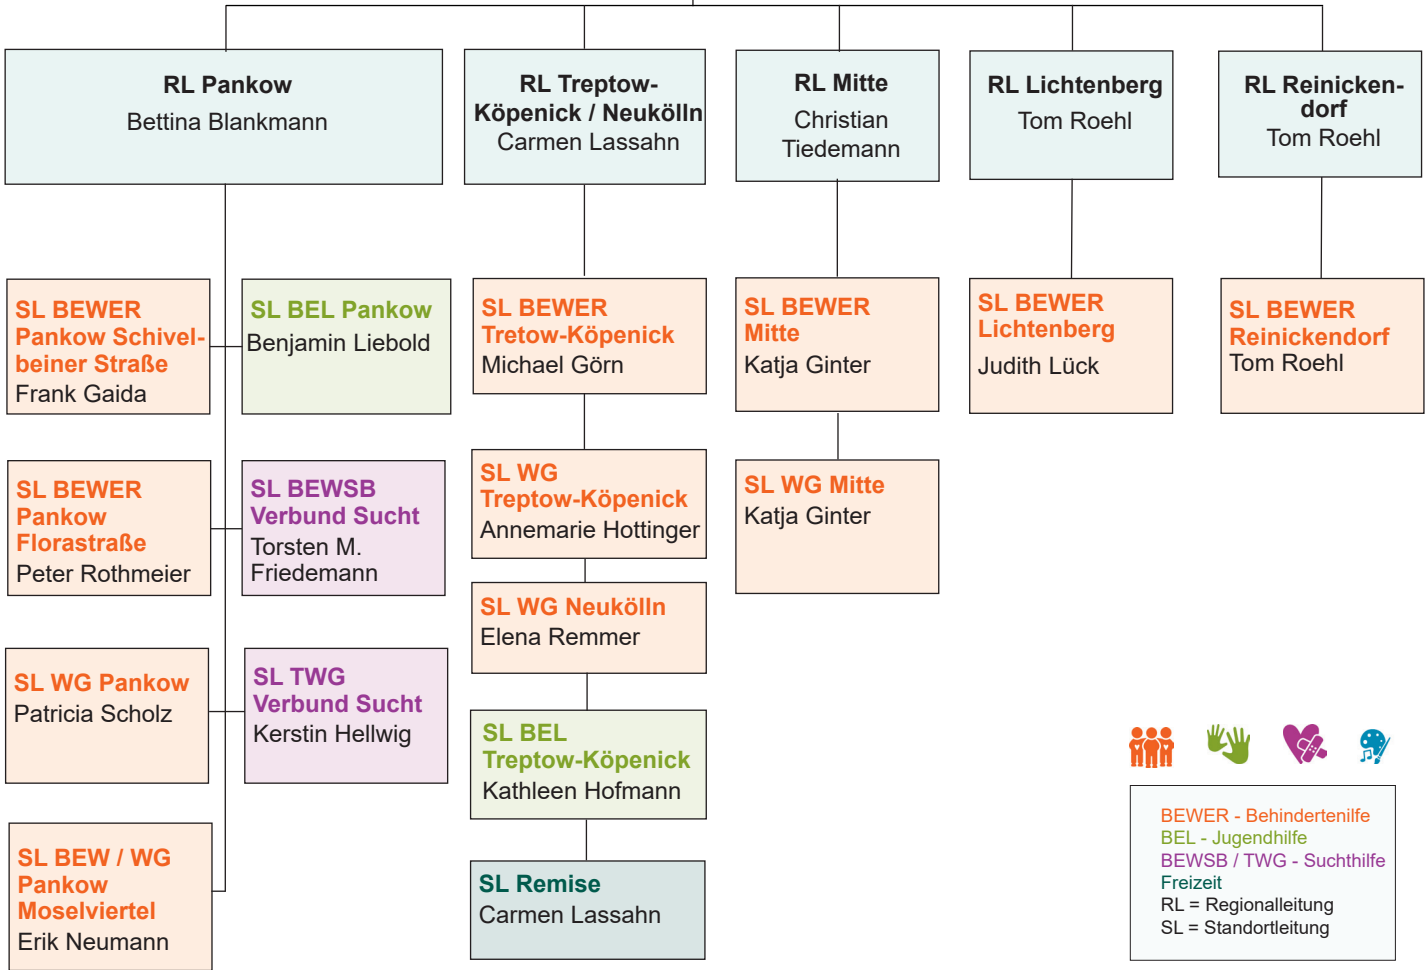 RL Pankow
Bettina Blankmann
RL Treptow-
Köpenick / Neukölln
Carmen Lassahn
RL Mitte
Christian
Tiedemann
RL Lichtenberg
Tom Roehl
RL Reinicken-
dorf
Tom Roehl
SL BEWER
Pankow Schivel-
beiner Straße
Frank Gaida
SL BEL Pankow
Benjamin Liebold
SL BEWER
Pankow
Florastraße
Peter Rothmeier
SL BEWSB
Verbund Sucht
Torsten M.
Friedemann
SL WG Pankow
Patricia Scholz
SL TWG
Verbund Sucht
Kerstin Hellwig
SL BEW / WG
Pankow
Moselviertel
Erik Neumann
SL BEWER
Tretow-Köpenick
Michael Görn
SL WG
Treptow-Köpenick
Annemarie Hottinger
SL WG Neukölln
Elena Remmer
SL BEL
Treptow-Köpenick
Kathleen Hofmann
SL Remise
Carmen Lassahn
SL BEWER
Mitte
Katja Ginter
SL WG Mitte
Katja Ginter
SL BEWER
Lichtenberg
Judith Lück
SL BEWER
Reinickendorf
Tom Roehl
BEWER - Behindertenilfe
BEL - Jugendhilfe
BEWSB / TWG - Suchthilfe
Freizeit
RL = Regionalleitung
SL = Standortleitung